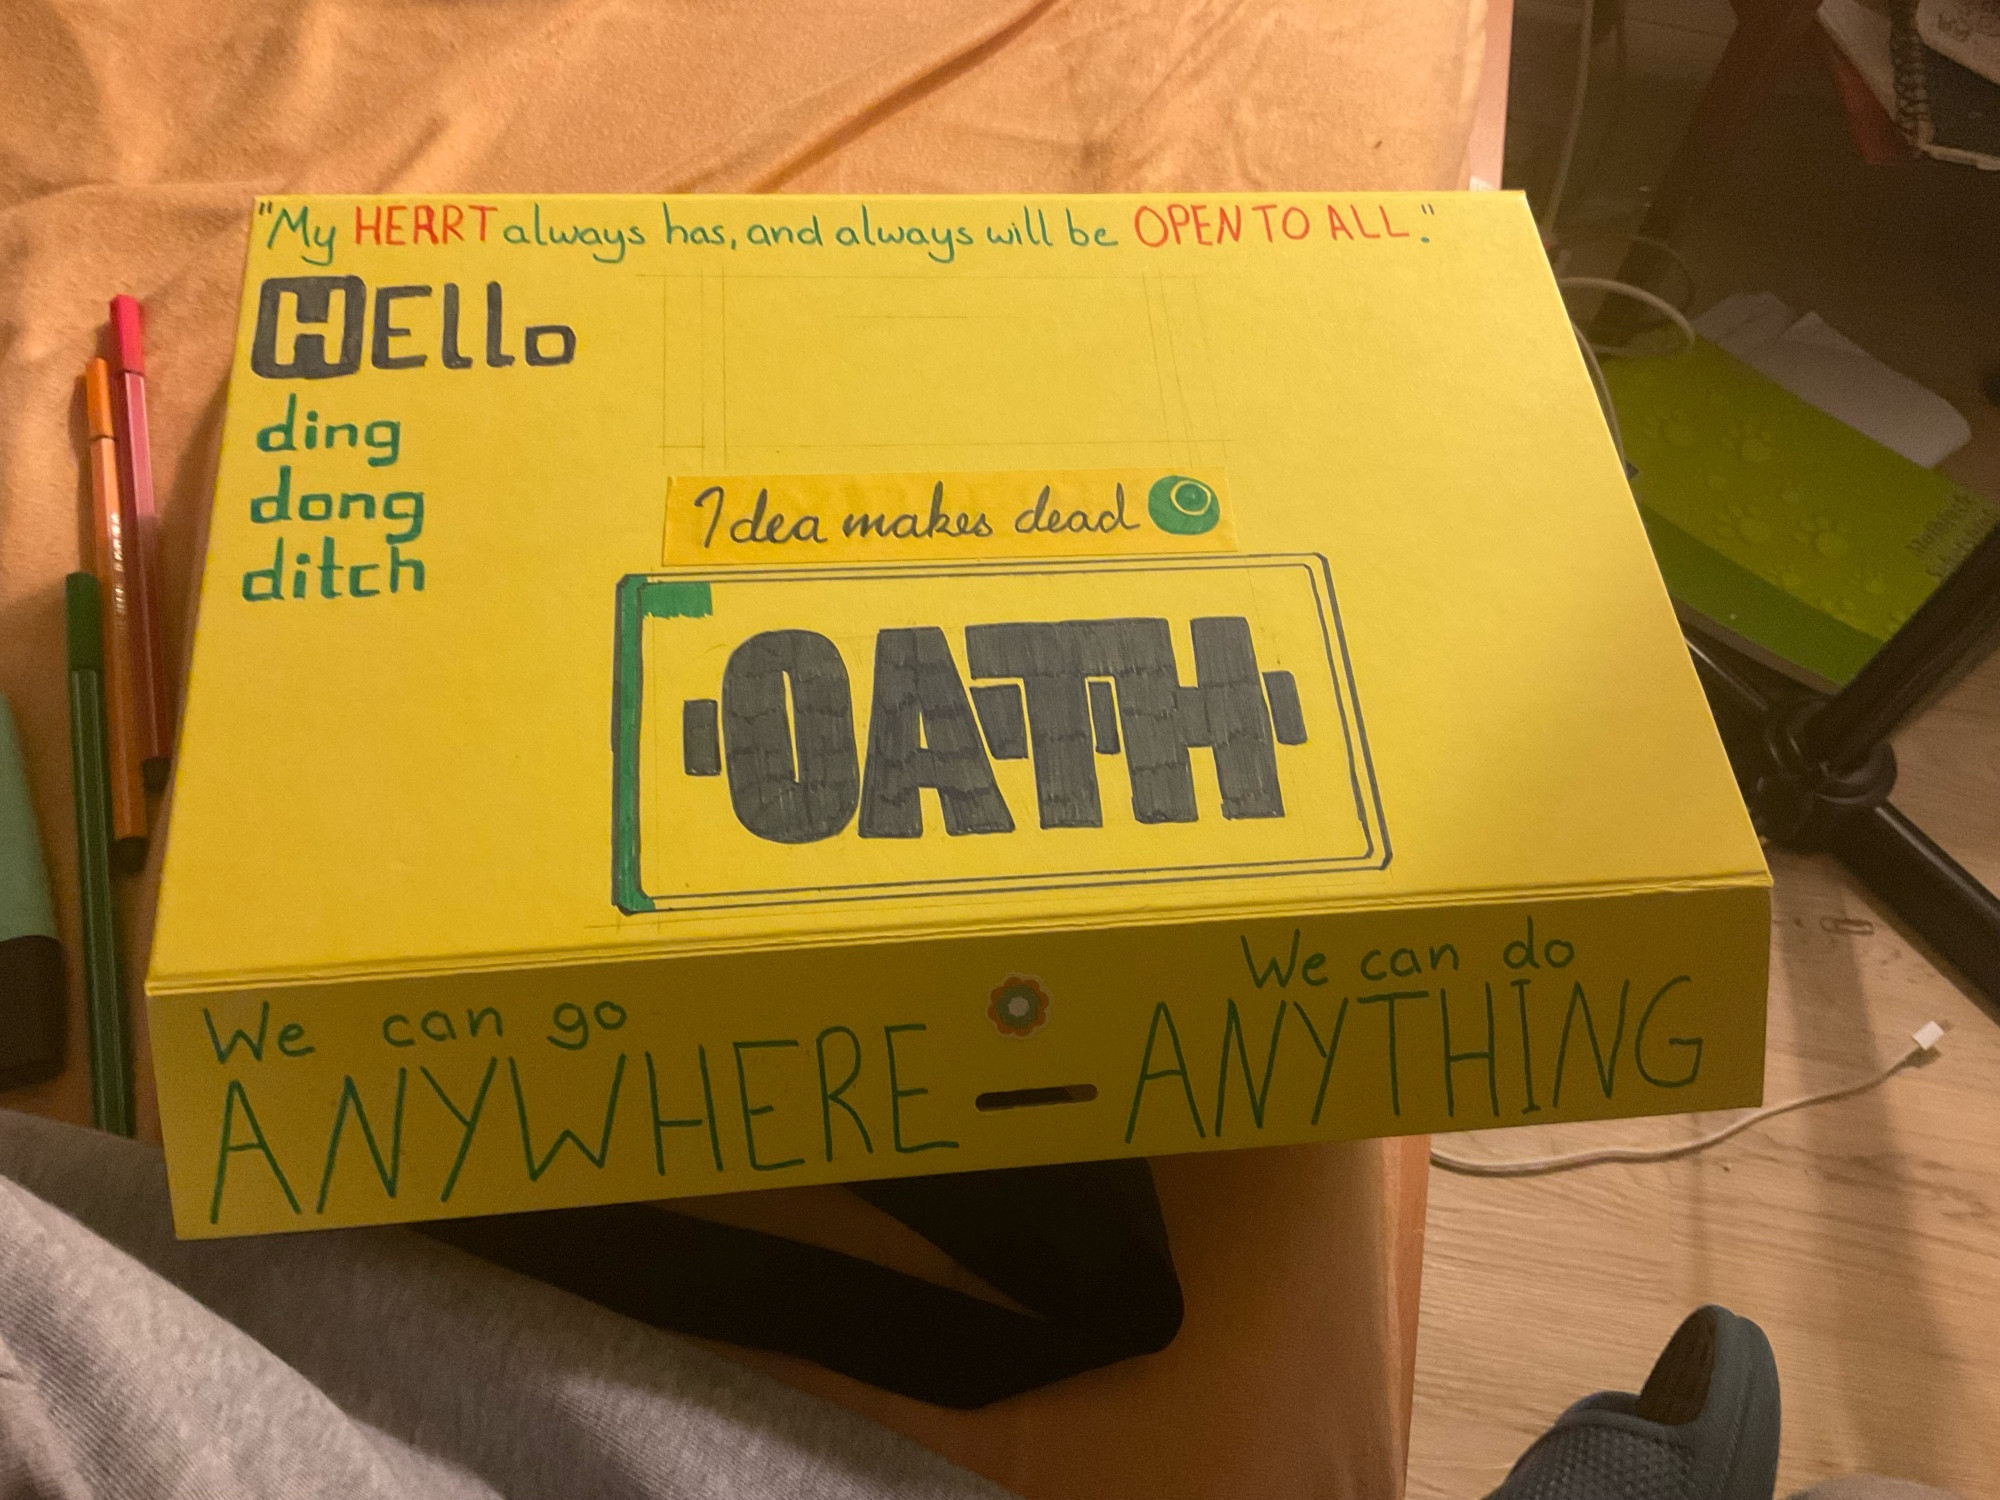 "My HEART always has, and always will be OPEN TO ALL."
HEllo
ding
dong
ditch
Idea makes dead
OATH
We can go
ANYWHERE
We can do
ANYTHING